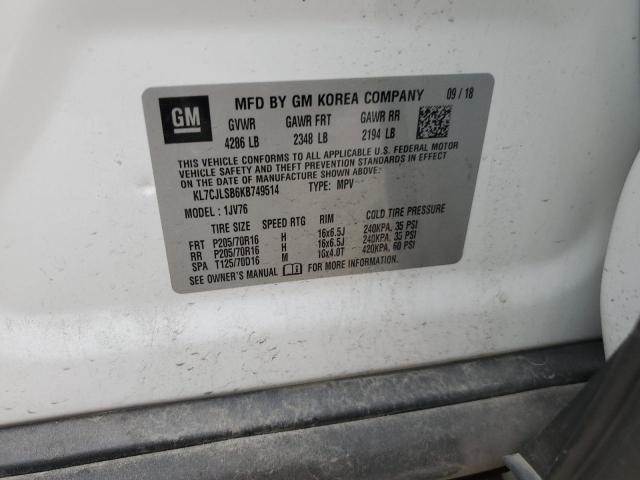 GM
MFD BY GM KOREA COMPANY 09/18
GVWR GAWR FRT GAWR RR
4286 LB 2348 LB 2194 LB
THIS VEHICLE CONFORMS TO ALL APPLICABLE U.S. FEDERAL MOTOR
VEHICLE SAFETY AND THEFT PREVENTION STANDARDS IN EFFECT ON
THE DATE OF MANUFACTURE SHOWN ABOVE:
KL7CJLSB6KB749514 TYPE: MPV
MODEL: 1JV76
TIRE SIZE SPEED RTG RIM COLD TIRE PRESSURE
FRT P205/70R16 H 16x6.5J 240KPA, 35 PSI
RR P205/70R16 H 16x6.5J 240KPA, 35 PSI
SPA T125/70D16 M 16x4.0T 420KPA, 60 PSI
SEE OWNER'S MANUAL FOR MORE INFORMATION.